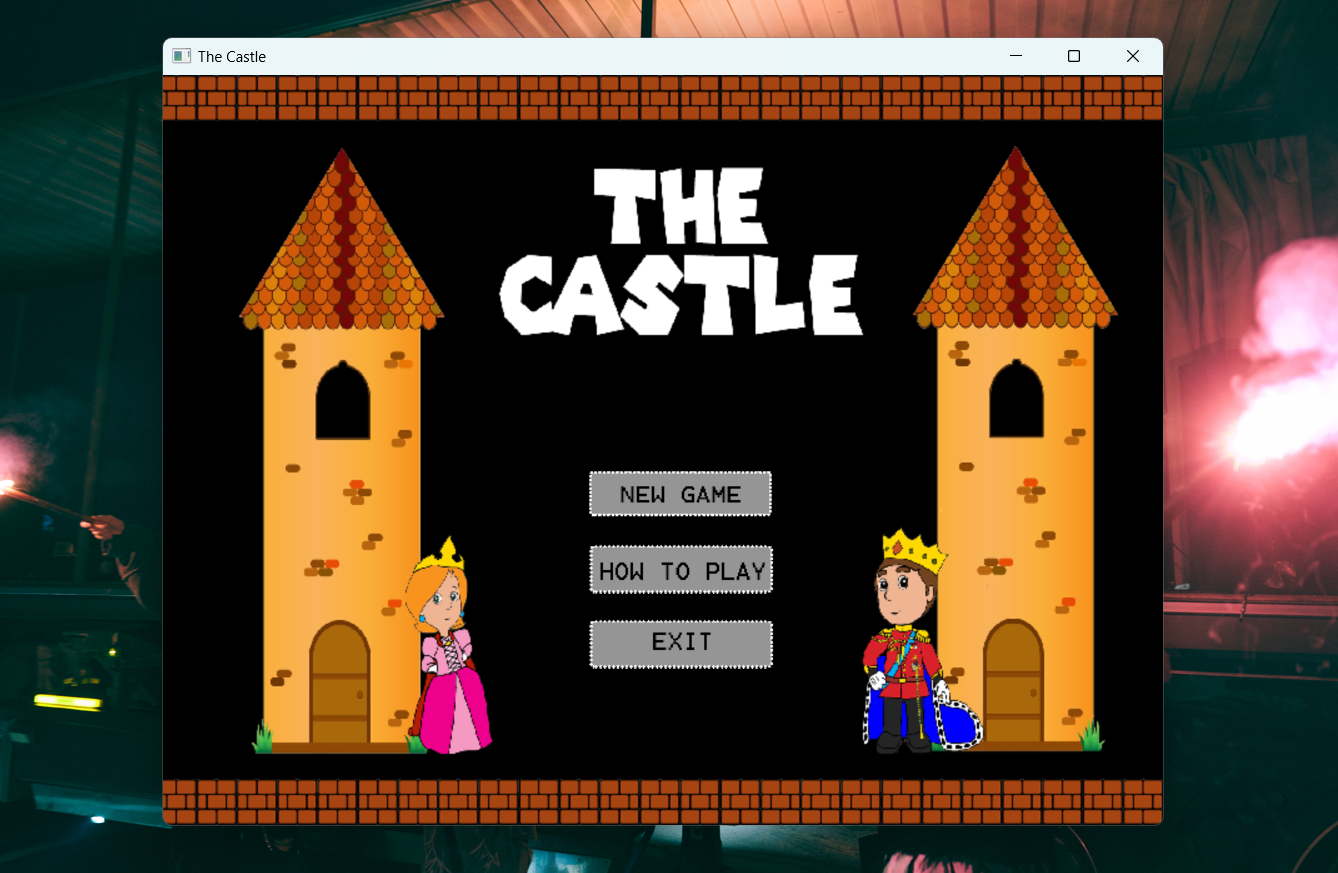 The Castle
THE
CASTLE
NEW GAME
HOW TO PLAY
EXIT